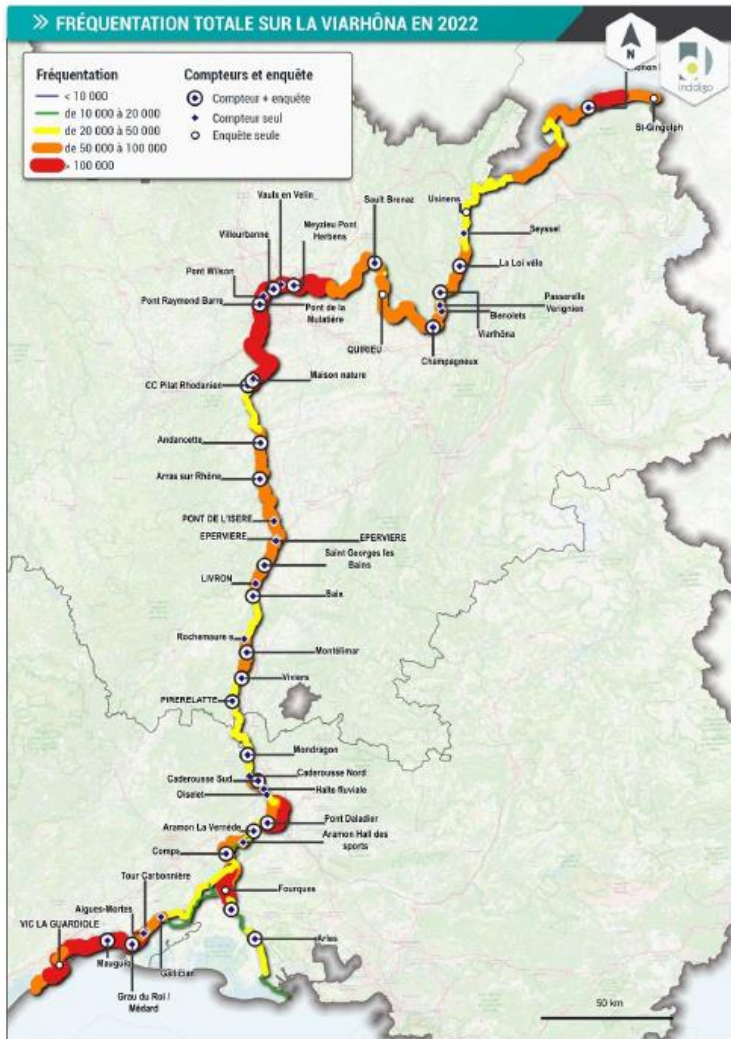 >> FRÉQUENTATION TOTALE SUR LA VIARHÔNA EN 2022
N
indigo
Fréquentation
< 10 000
de 10 000 à 20 000
de 20 000 à 50 000
de 50 000 à 100 000
> 100 000
Compteurs et enquête
Compteur + enquête
Compteur seul
Enquête seule
St-Gingolph
Vaulx en Velin
Sault Brenaz
Usinens
Meyzieu Pont
Herbens
Villeurbanne
Seyssel
Pont Wilson
La Loi vélo
Pont Raymond Barre
Pont de la
Mulatière
Passerelle
Virignien
Bienolets
QUIRIEU
Viarhôna
Champagneux
Maison nature
CC Pilat Rhodanien
Andancette
Arras sur Rhône
PONT DE L'ISERE
EPERVIERE
EPERVIERE
Saint Georges les
Bains
LIVRON
Baix
Rochemaure
Montélimar
Viviers
PIERRELATTE
Mondragon
Caderousse Nord
Caderousse Sud
Halte fluviale
Oiselet
Pont Daladier
Aramon La Vernède
Aramon Hall des
sports
Comps
Tour Carbonnière
Fourques
Aigues-Mortes
VIC LA GUARDIOLE
Arles
Mauguio
Gallician
Grau du Roi /
Médard
50 km